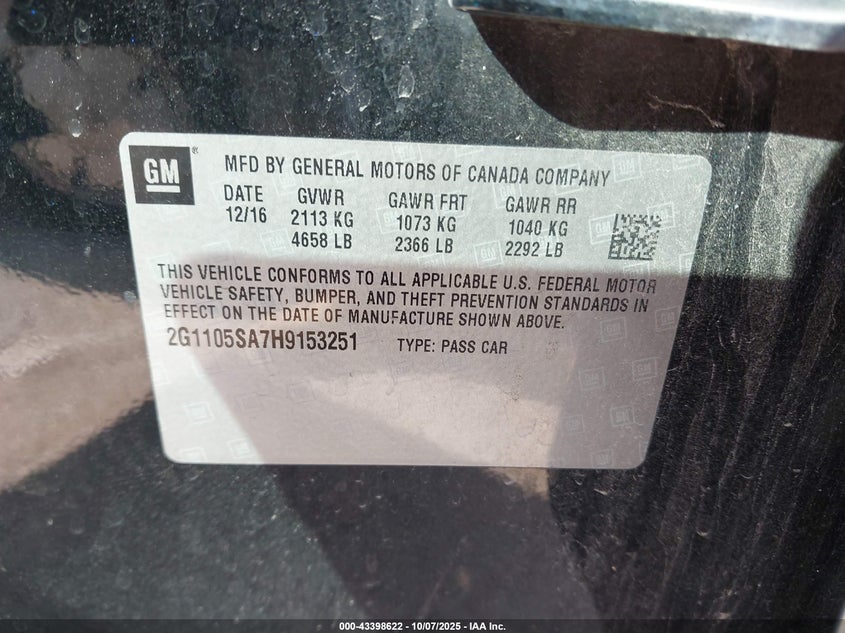 GM ®
MFD BY GENERAL MOTORS OF CANADA COMPANY
DATE GVWR GAWR FRT GAWR RR
12/16 2113 KG 1073 KG 1040 KG
4658 LB 2366 LB 2292 LB
THIS VEHICLE CONFORMS TO ALL APPLICABLE U.S. FEDERAL MOTOR
VEHICLE SAFETY, BUMPER, AND THEFT PREVENTION STANDARDS IN
EFFECT ON THE DATE OF MANUFACTURE SHOWN ABOVE.
2G1105SA7H9153251 TYPE: PASS CAR
000-43398622 - 10/07/2025 - IAA Inc.